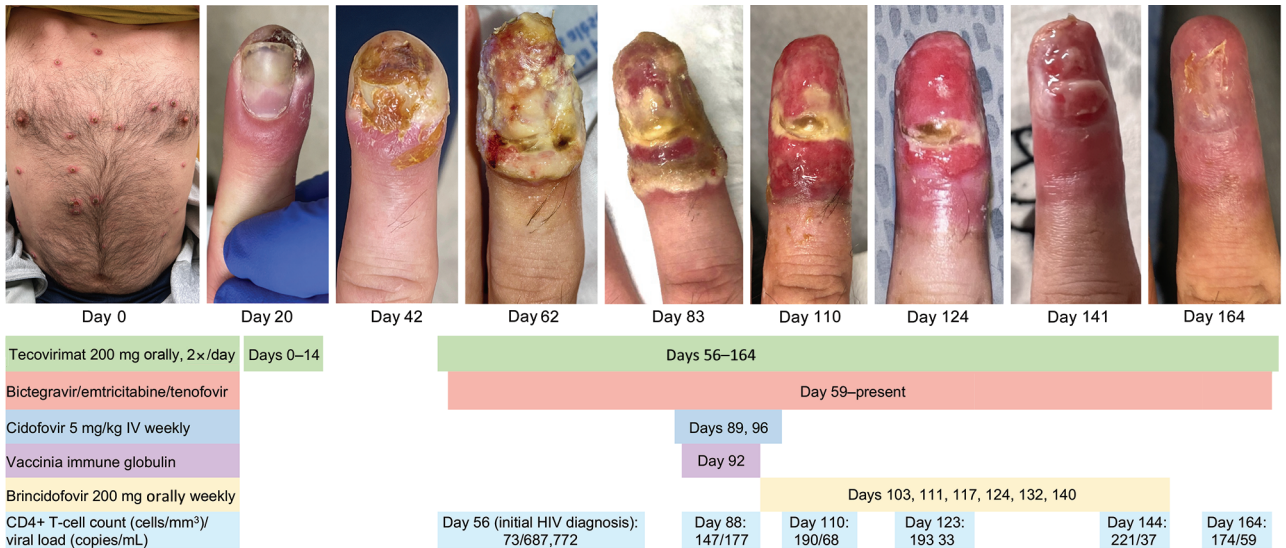 Day 0
Day 20
Day 42
Day 62
Day 83
Day 110
Day 124
Day 141
Day 164
Tecovirimat 200 mg orally, 2×/day
Days 0–14
Days 56–164
Bictegravir/emtricitabine/tenofovir
Day 59–present
Cidofovir 5 mg/kg IV weekly
Days 89, 96
Vaccinia immune globulin
Day 92
Brincidofovir 200 mg orally weekly
Days 103, 111, 117, 124, 132, 140
CD4+ T-cell count (cells/mm³)/
viral load (copies/mL)
Day 56 (initial HIV diagnosis):
73/687,772
Day 88:
147/177
Day 110:
190/68
Day 123:
193 33
Day 144:
221/37
Day 164:
174/59